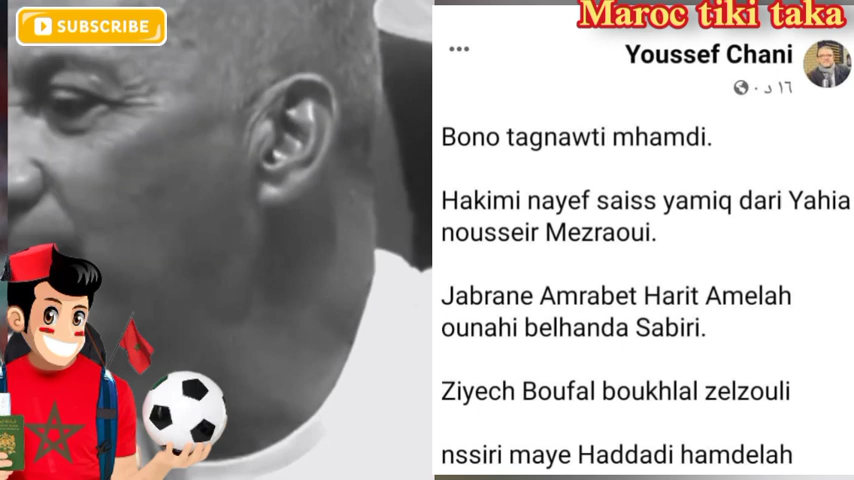 SUBSCRIBE
Maroc tiki taka
Youssef Chani
١٦ د ·
Bono tagnawti mhamdi.
Hakimi nayef saiss yamiq dari Yahia
nousseir Mezraoui.
Jabrane Amrabet Harit Amelah
ounahi belhanda Sabiri.
Ziyech Boufal boukhlal zelzouli
nssiri maye Haddadi hamdelah